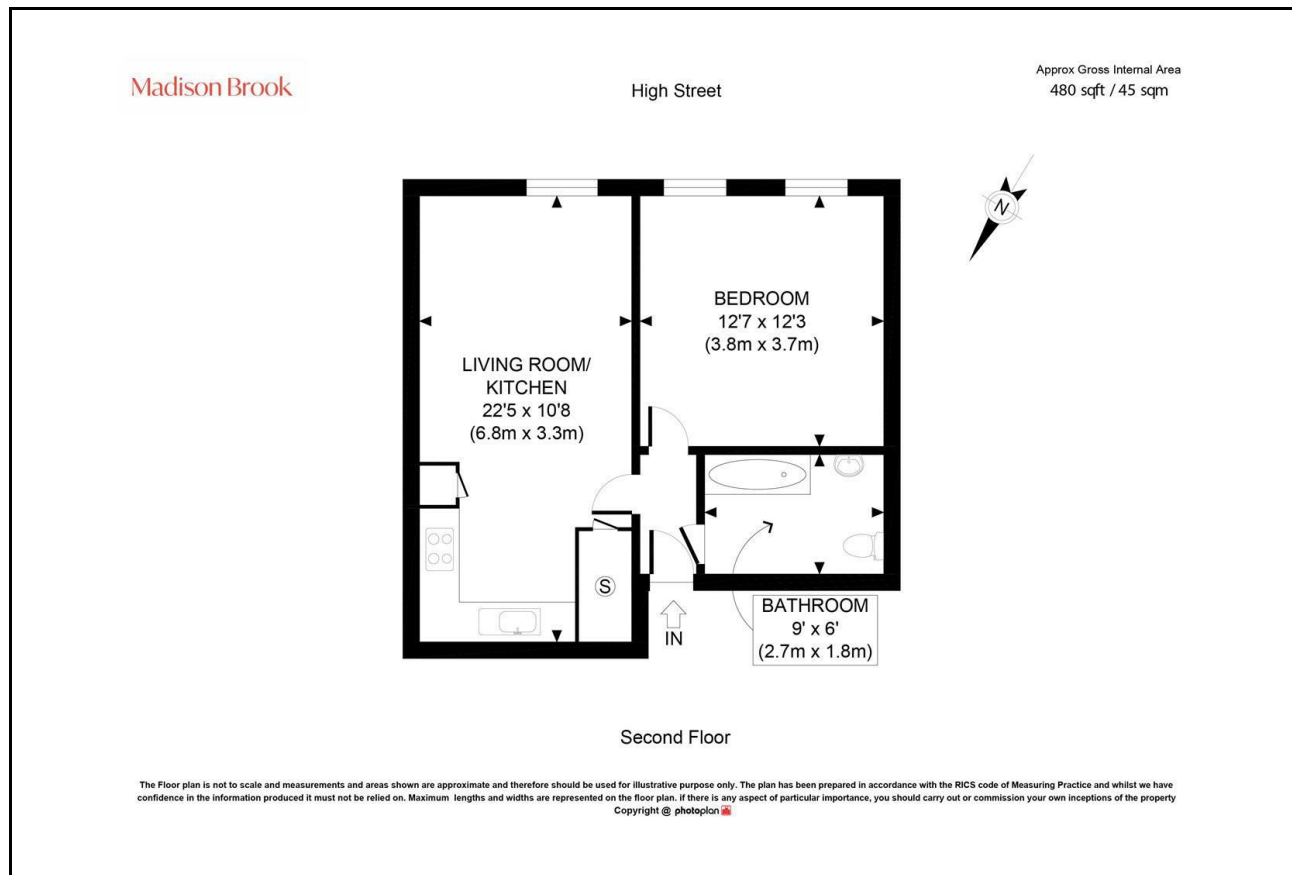 Madison Brook
High Street
Approx Gross Internal Area
480 sqft / 45 sqm
N
BEDROOM
12'7 x 12'3
(3.8m x 3.7m)
LIVING ROOM/
KITCHEN
22'5 x 10'8
(6.8m x 3.3m)
S
IN
BATHROOM
9' x 6'
(2.7m x 1.8m)
Second Floor
The Floor plan is not to scale and measurements and areas shown are approximate and therefore should be used for illustrative purpose only. The plan has been prepared in accordance with the RICS code of Measuring Practice and whilst we have
confidence in the information produced it must not be relied on. Maximum lengths and widths are represented on the floor plan. if there is any aspect of particular importance, you should carry out or commission your own inceptions of the property
Copyright @ photoplan